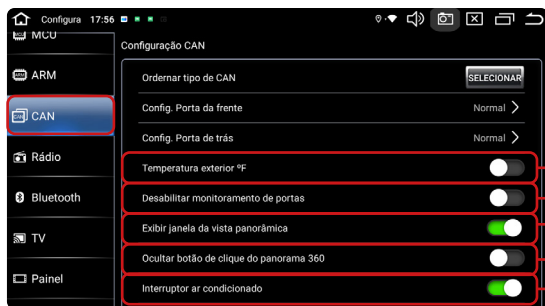 Configura 17:56
MCU
Configuração CAN
ARM
Ordernar tipo de CAN
SELECIONAR
CAN
Config. Porta da frente
Normal
Config. Porta de trás
Normal
Rádio
Temperatura exterior ºF
Bluetooth
Desabilitar monitoramento de portas
Exibir janela da vista panorâmica
TV
Ocultar botão de clique do panorama 360
Painel
Interruptor ar condicionado